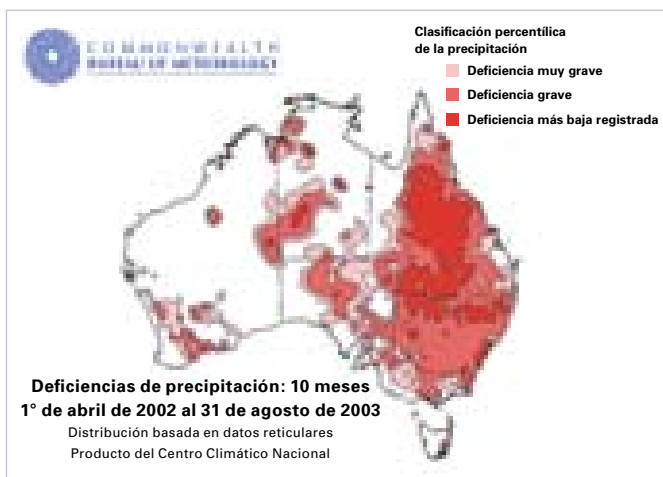 COMMONWEALTH
BUREAU OF METEOROLOGY
Clasificación percentílica
de la precipitación
Deficiencia muy grave
Deficiencia grave
Deficiencia más baja registrada
Deficiencias de precipitación: 10 meses
1° de abril de 2002 al 31 de agosto de 2003
Distribución basada en datos reticulares
Producto del Centro Climático Nacional